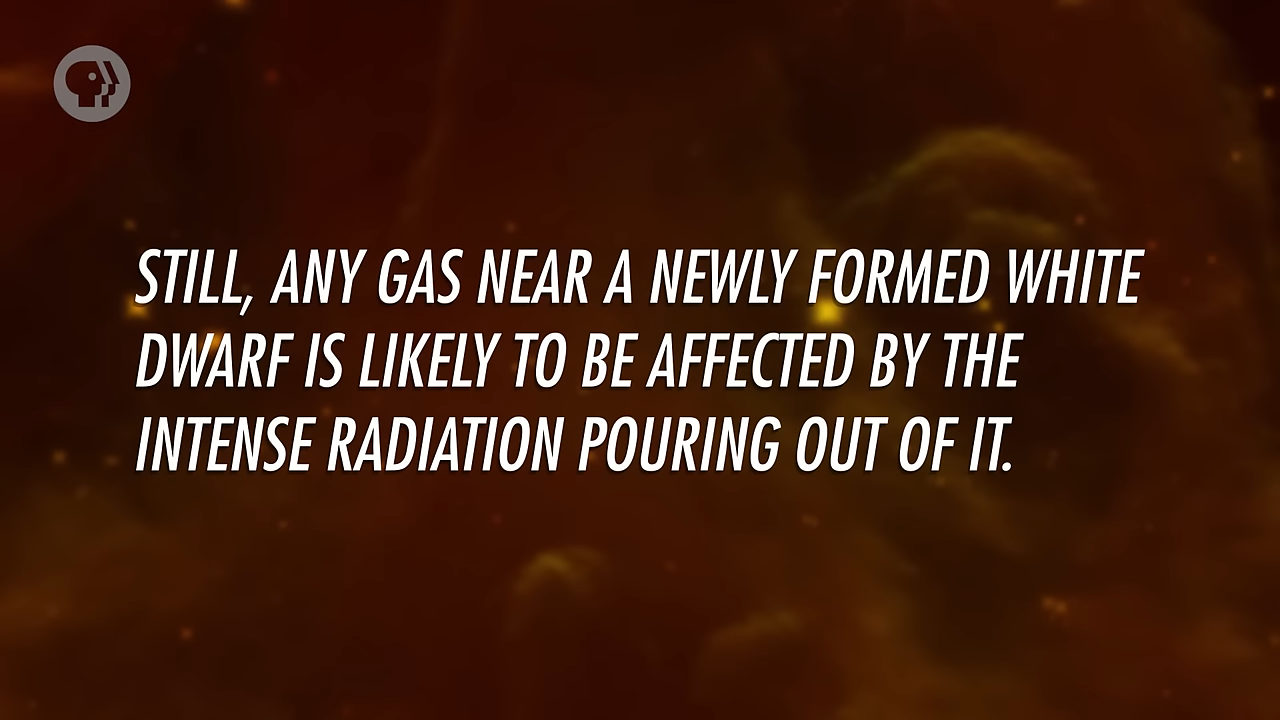 STILL, ANY GAS NEAR A NEWLY FORMED WHITE
DWARF IS LIKELY TO BE AFFECTED BY THE
INTENSE RADIATION POURING OUT OF IT.